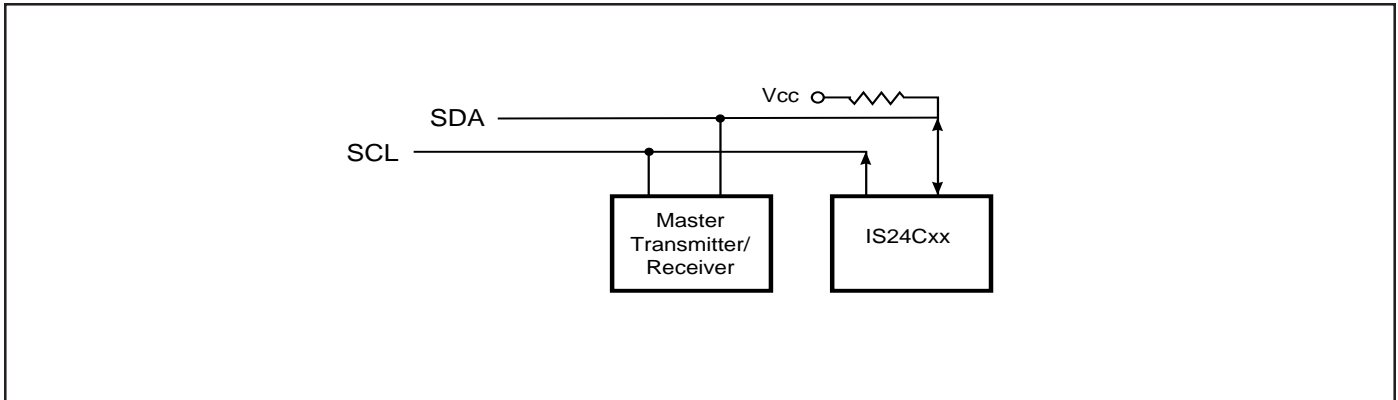 Vcc
SDA
SCL
Master
Transmitter/
Receiver
IS24Cxx